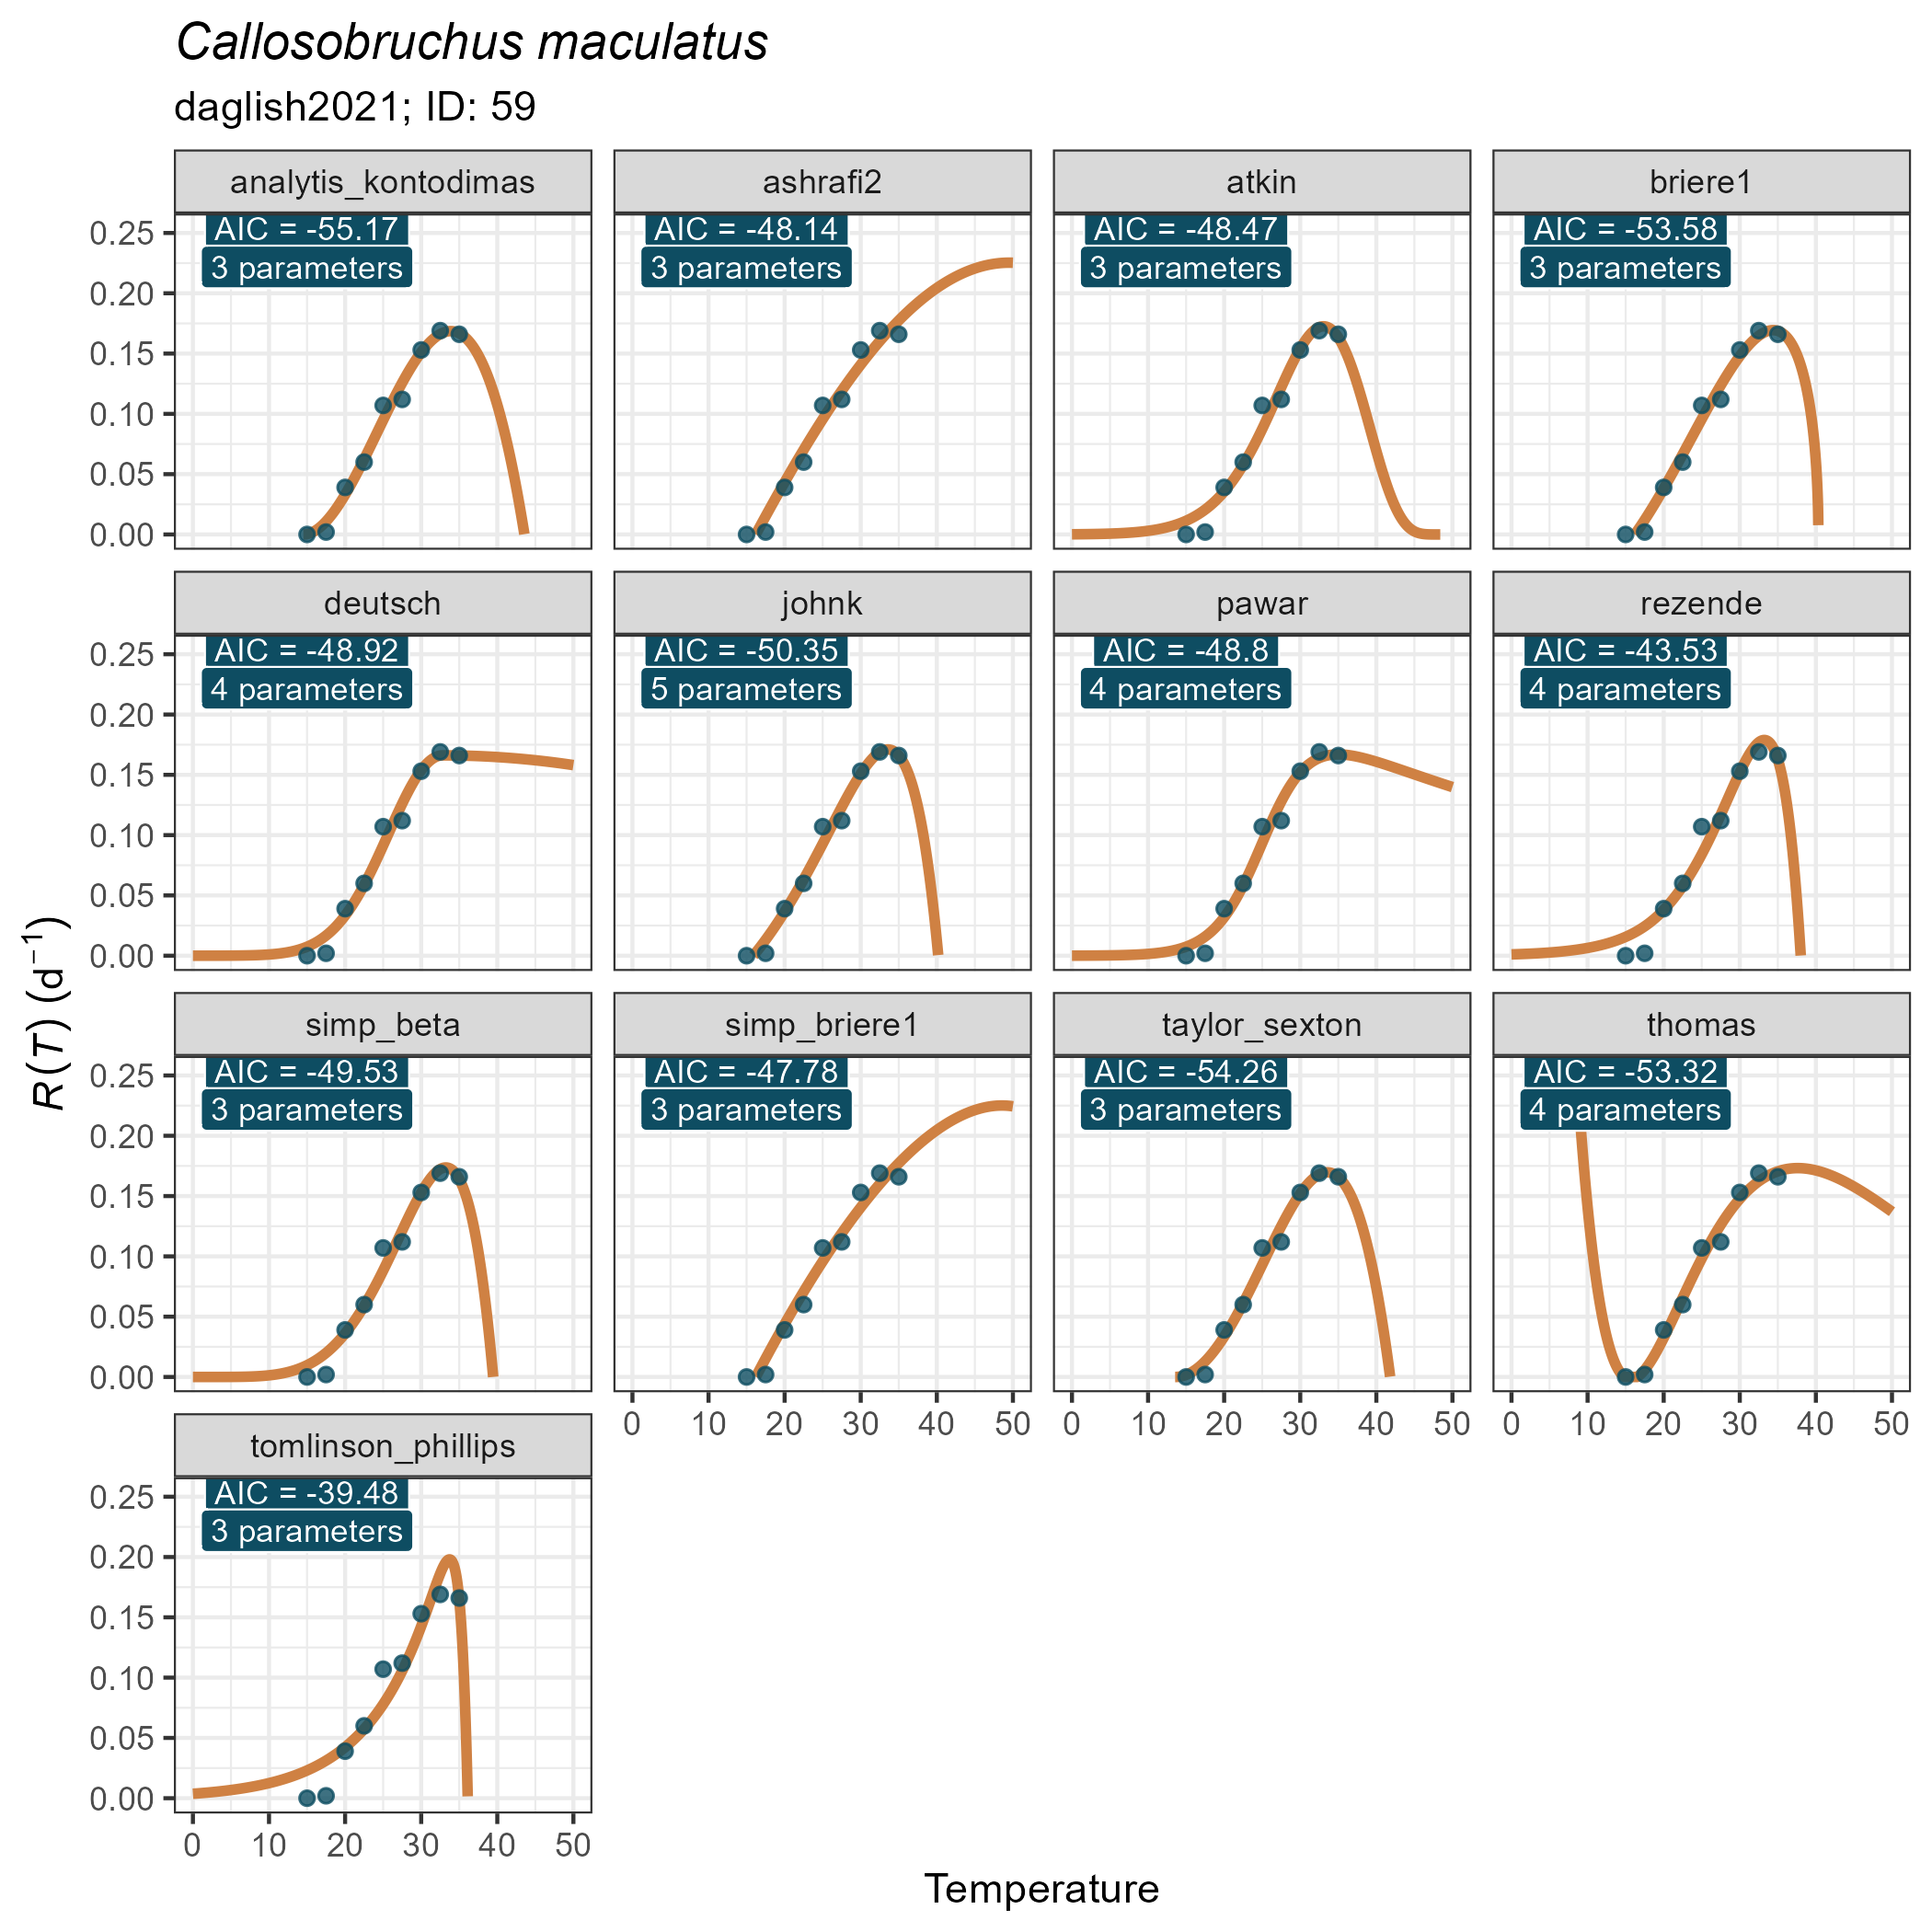 Callosobruchus maculatus
daglish2021; ID: 59
analytis_kontodimas ashrafi2 atkin briere1
AIC = -55.17 AIC = -48.14 AIC = -48.47 AIC = -53.58
3 parameters 3 parameters 3 parameters 3 parameters
0.25
0.20
0.15
0.10
0.05
0.00
deutsch johnk pawar rezende
AIC = -48.92 AIC = -50.35 AIC = -48.8 AIC = -43.53
4 parameters 5 parameters 4 parameters 4 parameters
0.25
0.20
0.15
0.10
0.05
0.00
R(T) (d⁻¹)
simp_beta simp_briere1 taylor_sexton thomas
AIC = -49.53 AIC = -47.78 AIC = -54.26 AIC = -53.32
3 parameters 3 parameters 3 parameters 4 parameters
0.25
0.20
0.15
0.10
0.05
0.00
0 10 20 30 40 50 0 10 20 30 40 50 0 10 20 30 40 50
tomlinson_phillips
AIC = -39.48
3 parameters
0.25
0.20
0.15
0.10
0.05
0.00
0 10 20 30 40 50
Temperature